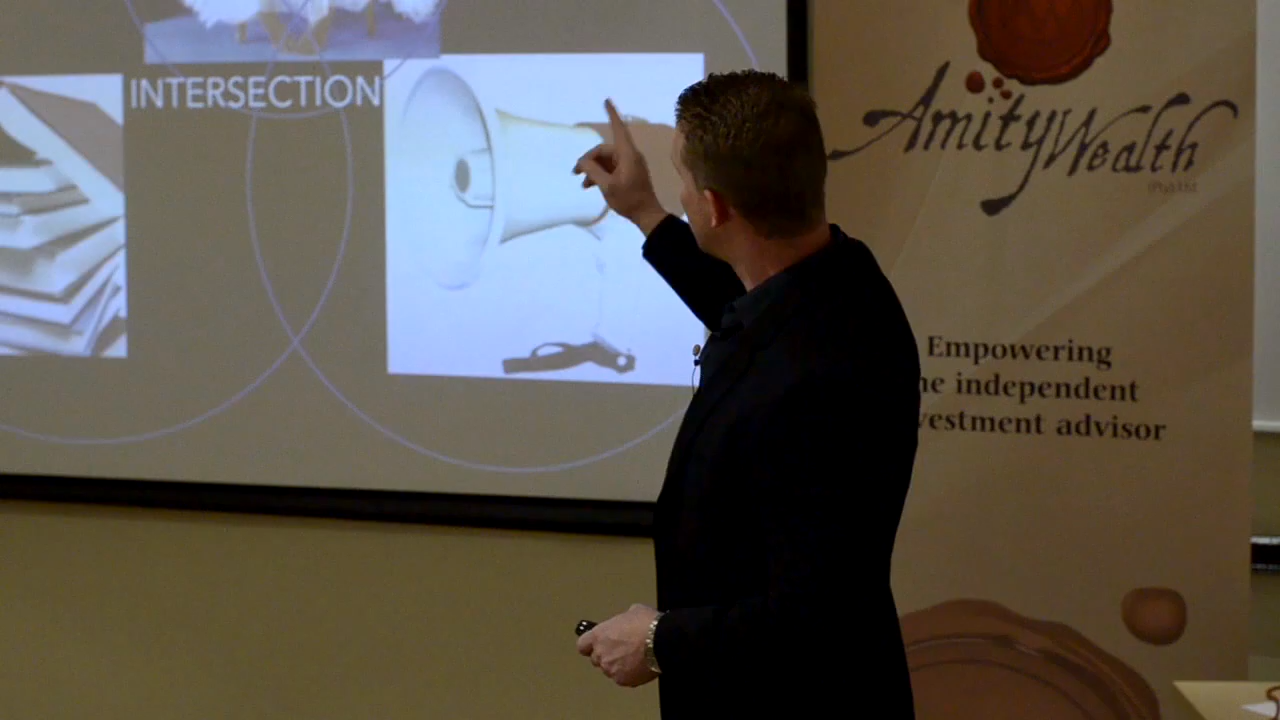 INTERSECTION
AmityWealth
Empowering
he independent
vestment advisor